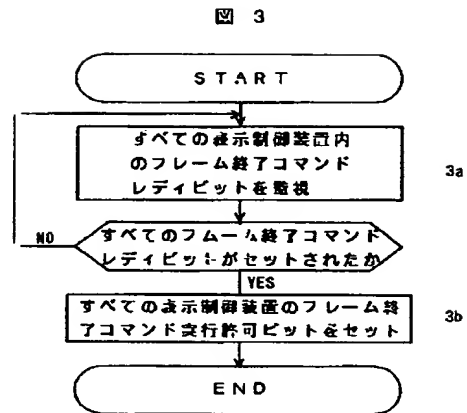 図 3
START
すべての表示制御装置内
のフレーム終了コマンド
レディビットを監視
3a
すべてのフムーム終了コマンド
レディビットがセットされたか
NO
YES
すべての表示制御装置のフレーム終
了コマンド実行許可ビットをセット
3b
END